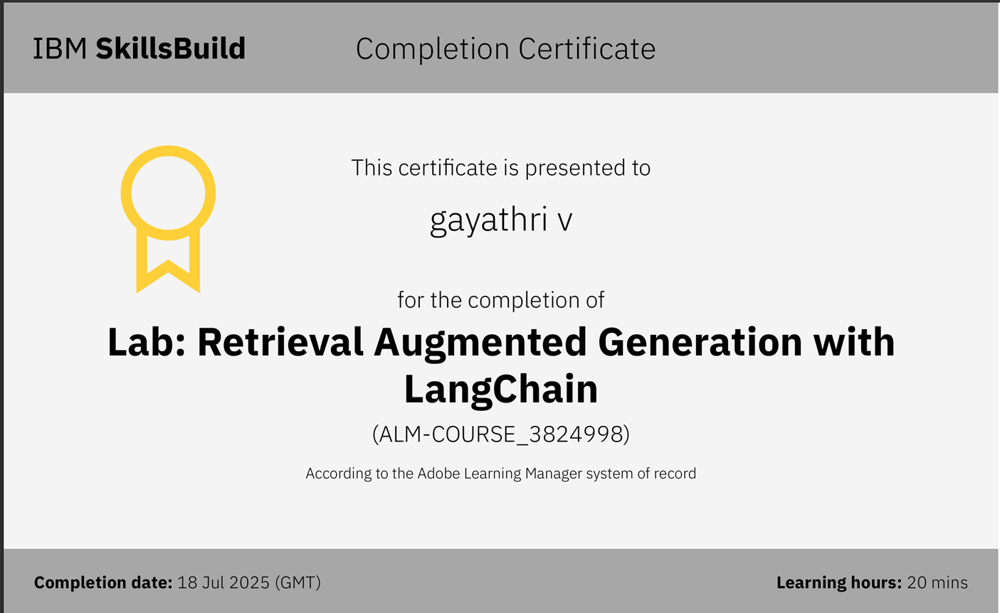 IBM SkillsBuild
Completion Certificate
This certificate is presented to
gayathri v
for the completion of
Lab: Retrieval Augmented Generation with
LangChain
(ALM-COURSE_3824998)
According to the Adobe Learning Manager system of record
Completion date: 18 Jul 2025 (GMT)
Learning hours: 20 mins